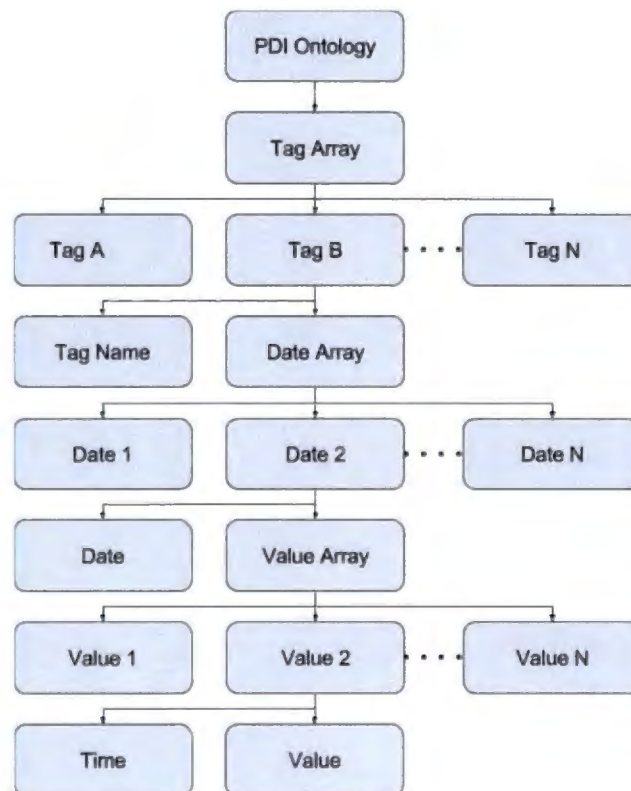 PDI Ontology
Tag Array
Tag A
Tag B
Tag N
Tag Name
Date Array
Date 1
Date 2
Date N
Date
Value Array
Value 1
Value 2
Value N
Time
Value